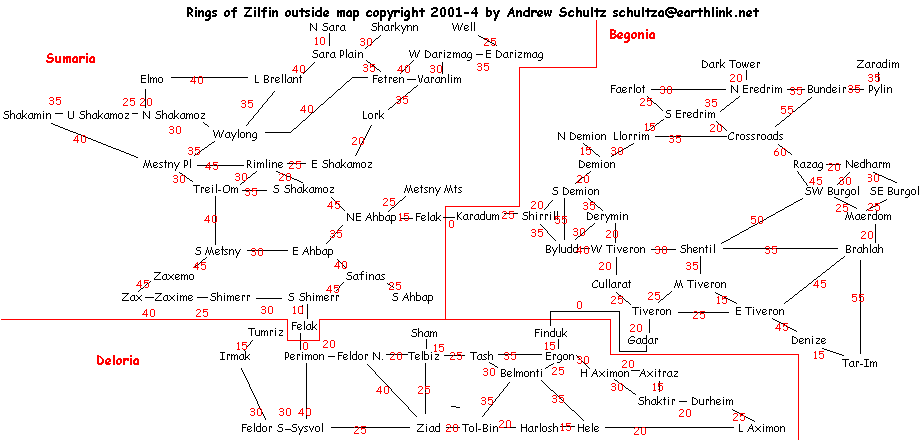 Rings of Zilfin outside map copyright 2001-4 by Andrew Schultz schultza@earthlink.net
N Sara Sharkynn Well Begonia
10 30 25
Sumaria Sara Plain W Darizmag E Darizmag Dark Tower Zaradim
40 35 40 30 35 20 35
Elmo 40 L Brellant Fetren Varanlim Faerlot 30 N Eredrim 35 Bundeir 35 Pylin
35 25 20 35 40 35 25 35 55
Shakamin U Shakamoz N Shakamoz Lork S Eredrim
40 30 Waylong 20 15 20
N Demion Llorrim 35 Crossroads
35 15 30 60
Mestny Pl 45 Rimline 25 E Shakamoz Demion Razag 20 Nedharm
30 20 20 45 30 30
Treil-Om 35 S Shakamoz Metsny Mts S Demion SW Burgol SE Burgol
45 25 20 35 25 25
40 NE Ahbap 15 Felak 0 Karadum 25 Shirrill 55 Derymin 50 Maerdom
35 35 30 20 20
S Metsny 30 E Ahbap Byludds 40 W Tiveron 30 Shentil 35 Brahlah
45 40 20 35
Zaxemo Safinas Cullarat M Tiveron 45 55
45 25 25 25 25
Zax Zaxime Shimerr 30 S Shimerr S Ahbap 0 Tiveron 25 E Tiveron
40 25 10 20 45
Tumriz Felak Sham Finduk Gadar Denize
15 0 20 15 15 15
Deloria Irmak Perimon Feldor N. 20 Telbiz 25 Tash 35 Ergon Tar-Im
30 25 30 20
Belmonti H Aximon Axitraz
40 25 35 35 30 15
30 30 40 Shaktir Durheim
20 25
Feldor S Sysvol 25 Ziad 20 Tol-Bin 20 Harlosh 15 Hele 20 L Aximon